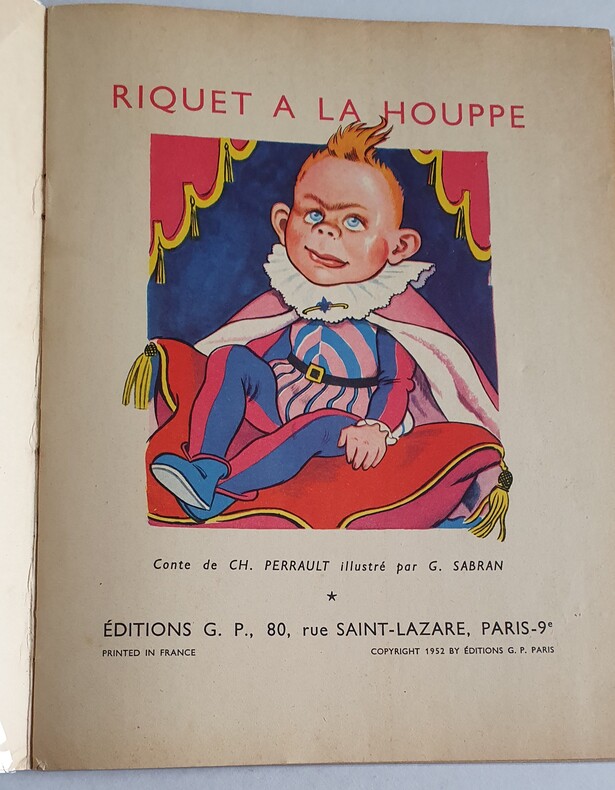 RIQUET A LA HOUPPE
Conte de CH. PERRAULT illustré par G. SABRAN
ÉDITIONS G. P., 80, rue SAINT-LAZARE, PARIS-9e
PRINTED IN FRANCE COPYRIGHT 1952 BY ÉDITIONS G. P. PARIS